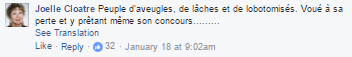 Joelle Cloatre Peuple d'aveugles, de lâches et de lobotomisés. Voué à sa
perte et y prêtant même son concours.........
See Translation
Like · Reply · 32 · January 18 at 9:02am